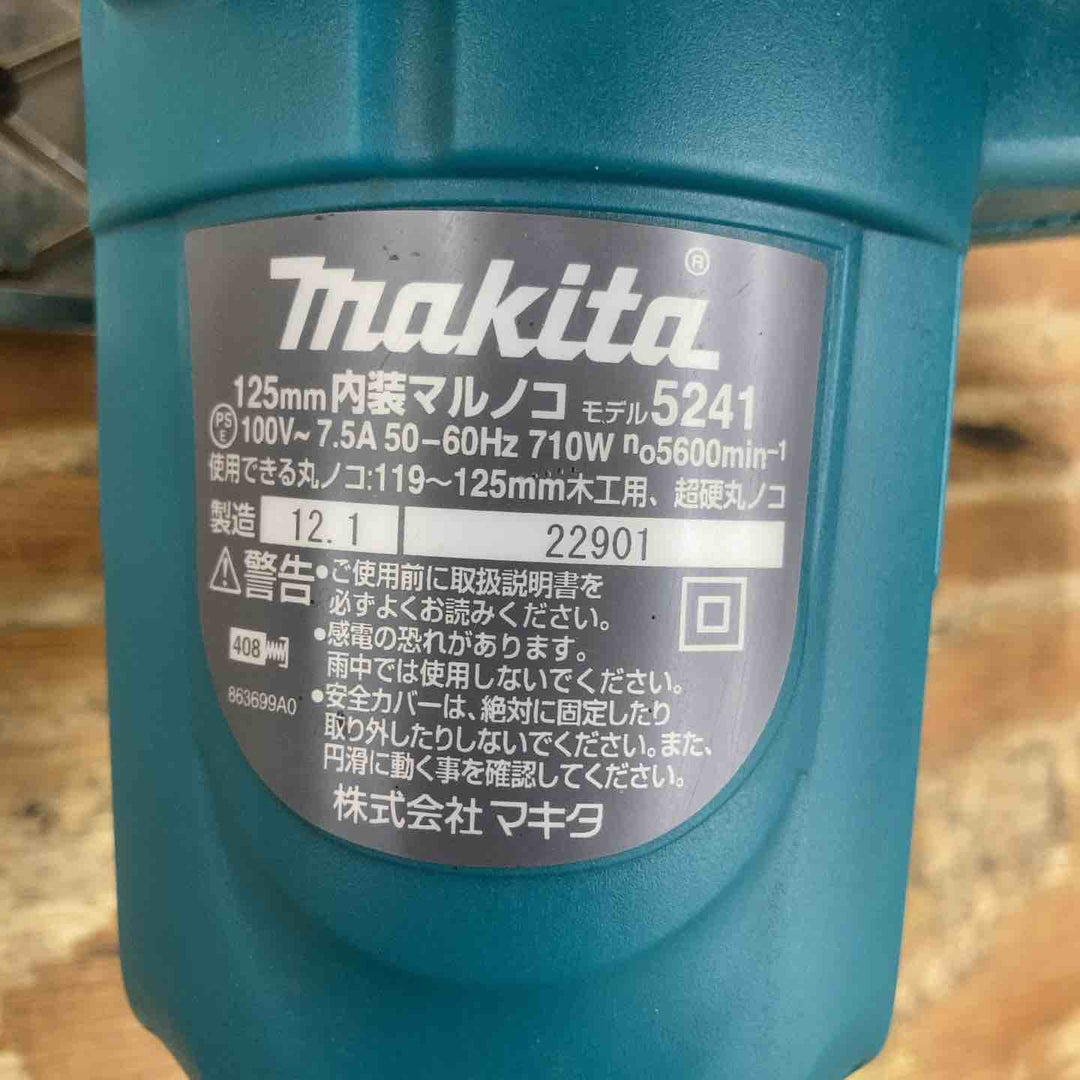 makita®
125mm内装マルノコ モデル 5241
PS E 100V~ 7.5A 50-60Hz 710W no5600min-1
使用できる丸ノコ:119~125mm木工用、超硬丸ノコ
製造 12.1 22901
警告 •ご使用前に取扱説明書を
必ずよくお読みください。
•感電の恐れがあります。
雨中では使用しないでください。
408
863699A0
•安全カバーは、絶対に固定したり
取り外したりしないでください。また、
円滑に動く事を確認してください。
株式会社 マキタ